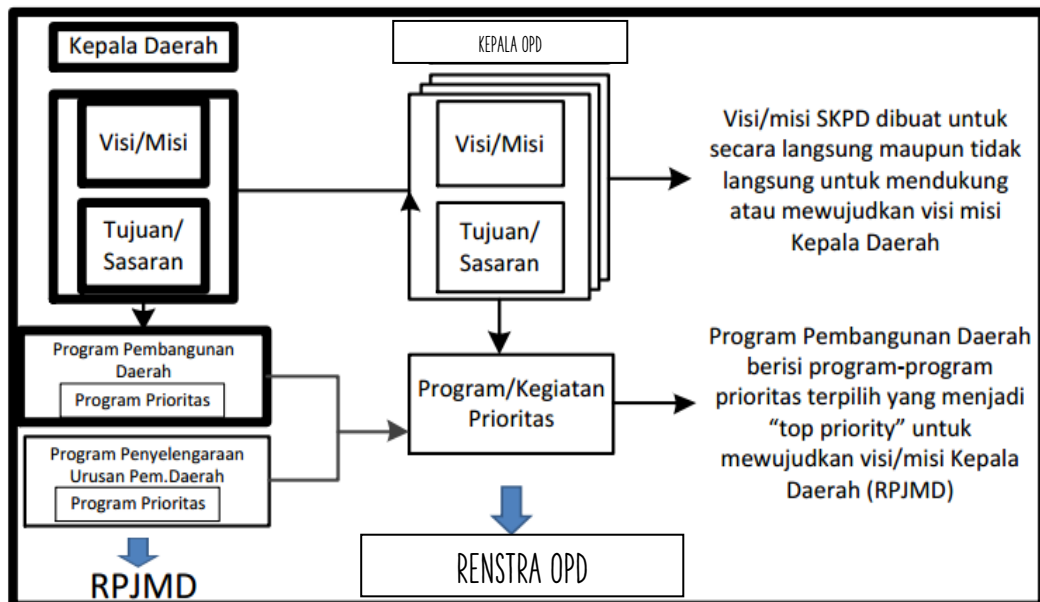 Kepala Daerah
Visi/Misi
Tujuan/
Sasaran
Program Pembangunan
Daerah
Program Prioritas
Program Penyelengaraan
Urusan Pem.Daerah
Program Prioritas
RPJMD
KEPALA OPD
Visi/Misi
Tujuan/
Sasaran
Program/Kegiatan
Prioritas
RENSTRA OPD
Visi/misi SKPD dibuat untuk
secara langsung maupun tidak
langsung untuk mendukung
atau mewujudkan visi misi
Kepala Daerah
Program Pembangunan Daerah
berisi program-program
prioritas terpilih yang menjadi
“top priority” untuk
mewujudkan visi/misi Kepala
Daerah (RPJMD)